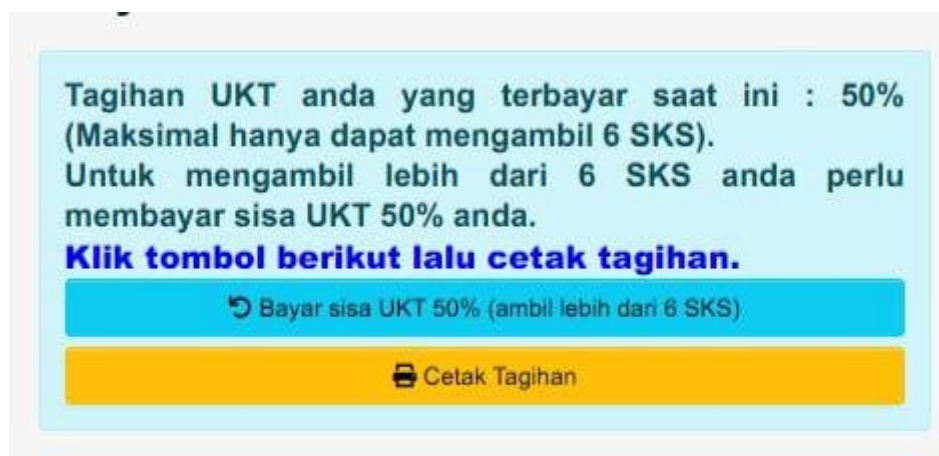 Tagihan UKT anda yang terbayar saat ini : 50%
(Maksimal hanya dapat mengambil 6 SKS).
Untuk mengambil lebih dari 6 SKS anda perlu
membayar sisa UKT 50% anda.
Klik tombol berikut lalu cetak tagihan.
Bayar sisa UKT 50% (ambil lebih dari 6 SKS)
Cetak Tagihan